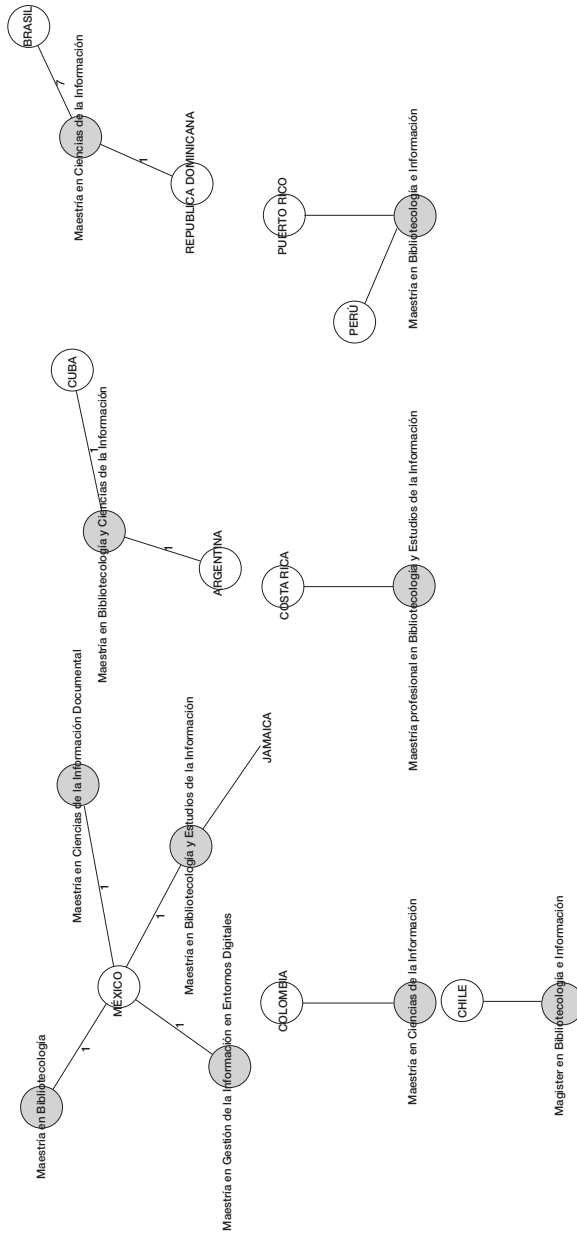 Maestría en Bibliotecología
1
MÉXICO
1
Maestría en Ciencias de la Información Documental
1
Maestría en Bibliotecología y Estudios de la Información
JAMAICA
1
Maestría en Gestión de la Información en Entornos Digitales
CUBA
1
Maestría en Bibliotecología y Ciencias de la Información
1
ARGENTINA
BRASIL
7
Maestría en Ciencias de la Información
1
REPUBLICA DOMINICANA
COLOMBIA
Maestría en Ciencias de la Información
CHILE
Magister en Bibliotecología e Información
COSTA RICA
Maestría profesional en Bibliotecología y Estudios de la Información
PUERTO RICO
PERÚ
Maestría en Bibliotecología e Información